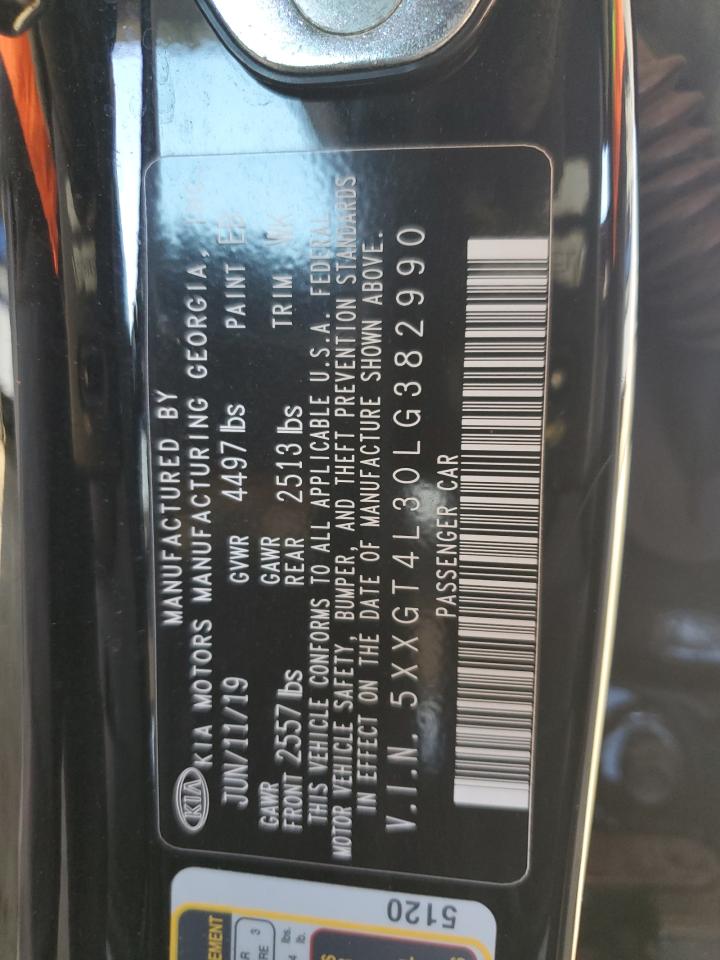 MANUFACTURED BY
KIA KIA MOTORS MANUFACTURING GEORGIA, INC.
JUN/11/19 GVWR 4497 lbs PAINT EB
GAWR FRONT 2557 lbs GAWR REAR 2513 lbs TRIM WK
THIS VEHICLE CONFORMS TO ALL APPLICABLE U.S.A. FEDERAL
MOTOR VEHICLE SAFETY, BUMPER, AND THEFT PREVENTION STANDARDS
IN EFFECT ON THE DATE OF MANUFACTURE SHOWN ABOVE.
V.I.N. 5XXGT4L30LG382990
PASSENGER CAR
5120